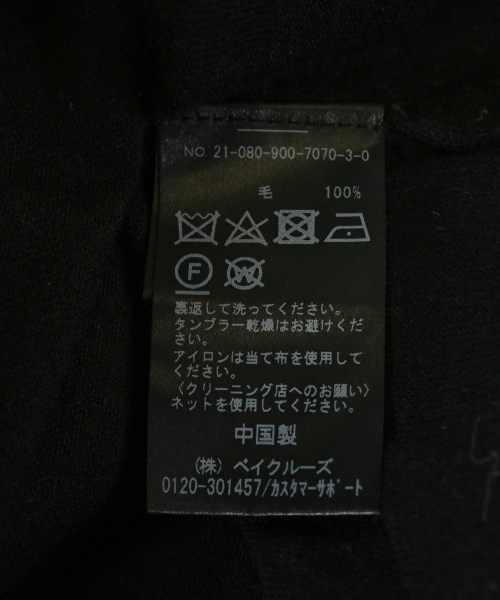 NO. 21-080-900-7070-3-0
毛 100%
F
W
裏返して洗ってください。
タンブラー乾燥はお避けくだ
さい。
アイロンは当て布を使用して
ください。
〈クリーニング店へのお願い〉
ネットを使用してください。
中国製
(株) ベイクルーズ
0120-301457/カスタマーサポート